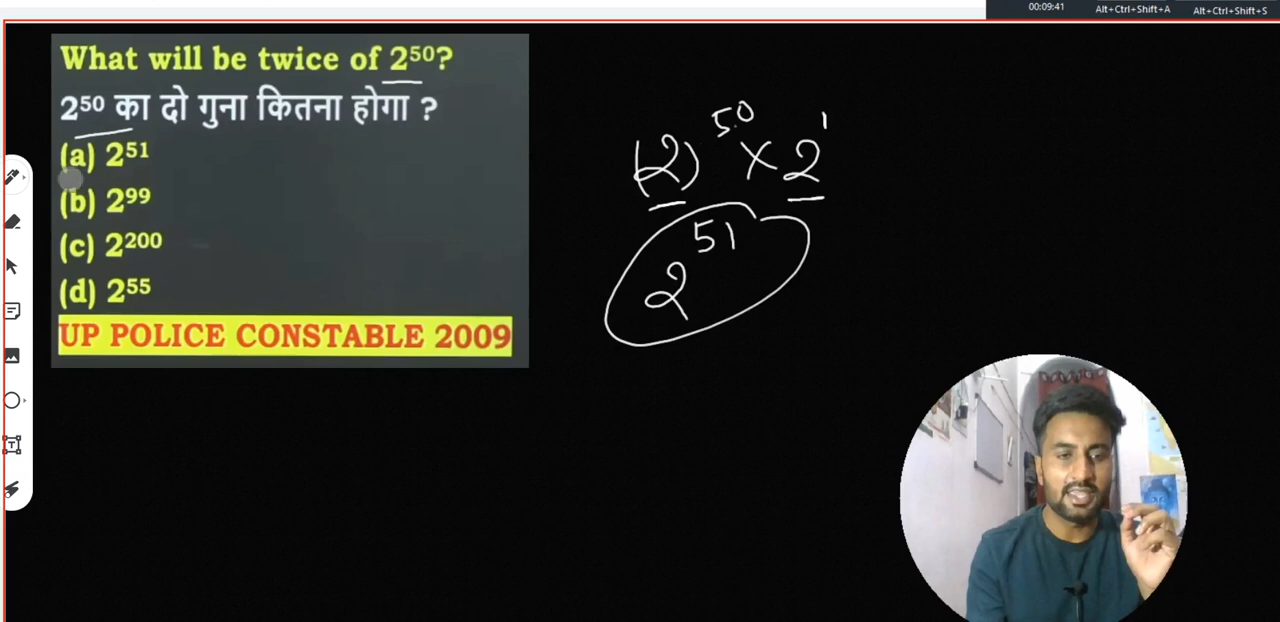 00:09:41 Alt+Ctrl+Shift+A Alt+Ctrl+Shift+S
What will be twice of 2⁵⁰?
2⁵⁰ का दो गुना कितना होगा ?
(a) 2⁵¹
(b) 2⁹⁹
(c) 2²⁰⁰
(d) 2⁵⁵
UP POLICE CONSTABLE 2009
(2)⁵⁰ × 2¹
2⁵¹